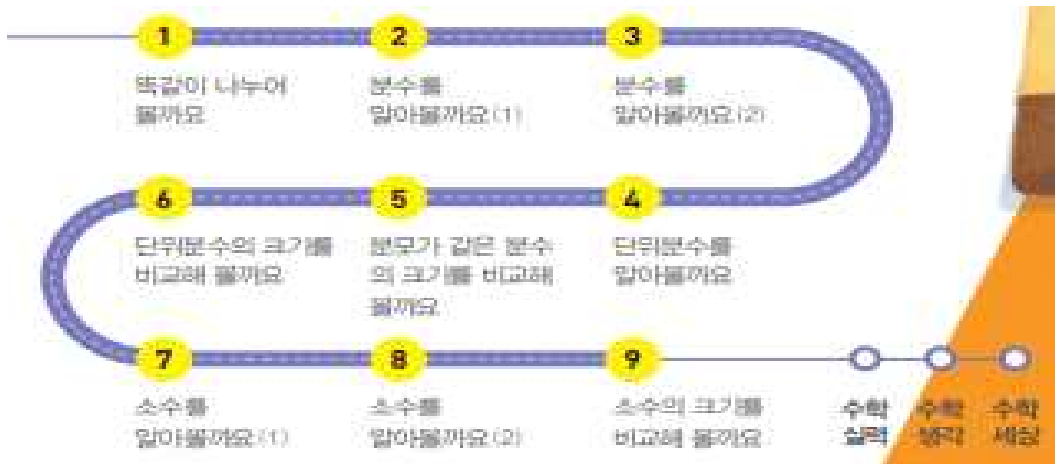 1
똑같이 나누어
볼까요
2
분수를
알아볼까요(1)
3
분수를
알아볼까요(2)
4
단위분수를
알아볼까요
5
분모가 같은 분수
의 크기를 비교해
볼까요
6
단위분수의 크기를
비교해 볼까요
7
소수를
알아볼까요(1)
8
소수를
알아볼까요(2)
9
소수의 크기를
비교해 볼까요
수학
실력
수학
생각
수학
세상